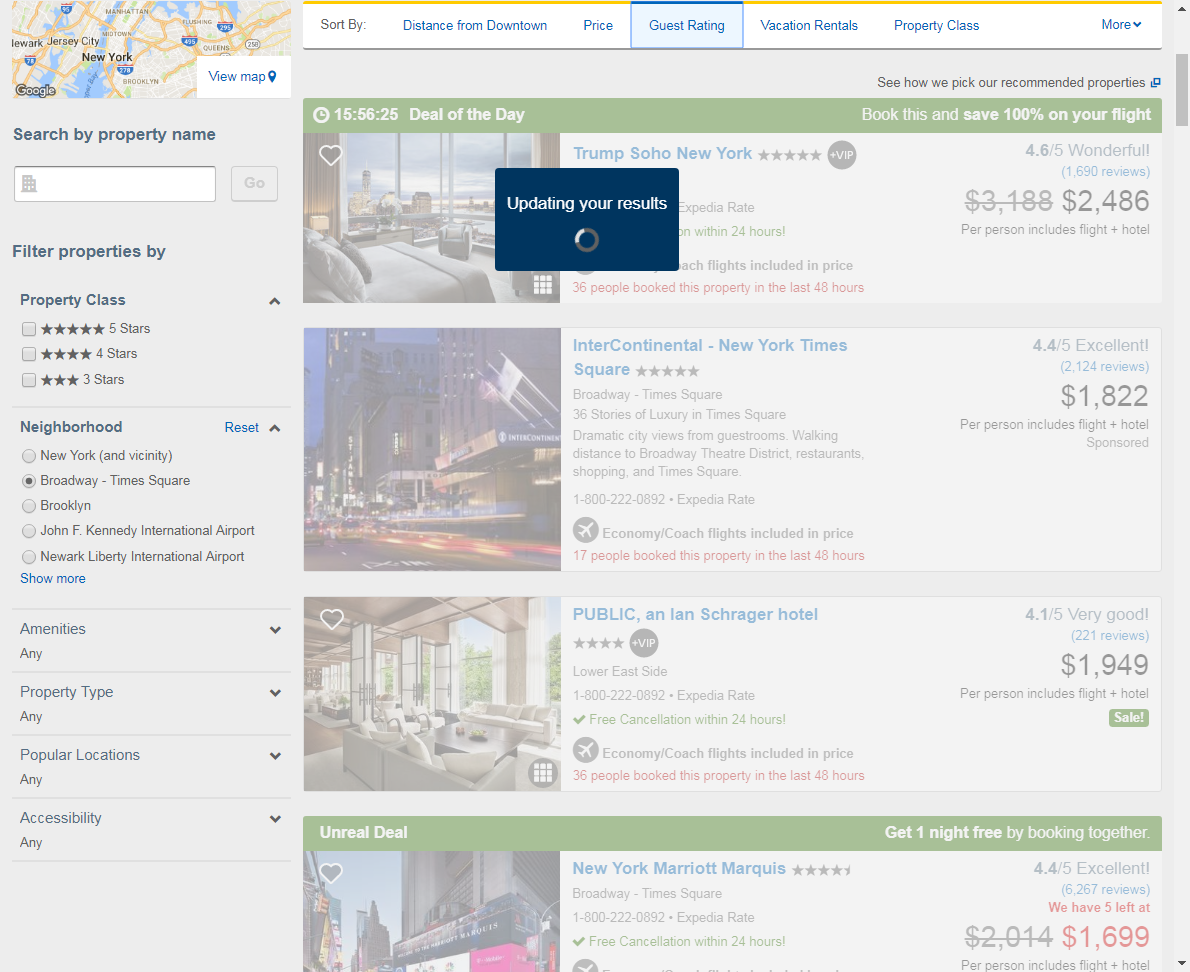 MANHATTAN
FLUSHING
MIDTOWN
495
295
ewark
Jersey City
QUEENS
495
258
78
New York
278
BROOKLYN
Google
View map
Sort By:
Distance from Downtown
Price
Guest Rating
Vacation Rentals
Property Class
More
See how we pick our recommended properties
Search by property name
Go
Filter properties by
Property Class
5 Stars
4 Stars
3 Stars
Neighborhood
Reset
New York (and vicinity)
Broadway - Times Square
Brooklyn
John F. Kennedy International Airport
Newark Liberty International Airport
Show more
Amenities
Any
Property Type
Any
Popular Locations
Any
Accessibility
Any
15:56:25 Deal of the Day
Book this and save 100% on your flight
Trump Soho New York +VIP
4.6/5 Wonderful!
(1,690 reviews)
$3,188 $2,486
Per person includes flight + hotel
Updating your results
Expedia Rate
on within 24 hours!
ch flights included in price
36 people booked this property in the last 48 hours
InterContinental - New York Times
Square
4.4/5 Excellent!
(2,124 reviews)
$1,822
Per person includes flight + hotel
Sponsored
Broadway - Times Square
36 Stories of Luxury in Times Square
Dramatic city views from guestrooms. Walking
distance to Broadway Theatre District, restaurants,
shopping, and Times Square.
1-800-222-0892 • Expedia Rate
Economy/Coach flights included in price
17 people booked this property in the last 48 hours
INTERCONTINEN
PUBLIC, an Ian Schrager hotel
+VIP
4.1/5 Very good!
(221 reviews)
$1,949
Per person includes flight + hotel
Sale!
Lower East Side
1-800-222-0892 • Expedia Rate
Free Cancellation within 24 hours!
Economy/Coach flights included in price
36 people booked this property in the last 48 hours
Unreal Deal
Get 1 night free by booking together.
New York Marriott Marquis
4.4/5 Excellent!
(6,267 reviews)
We have 5 left at
$2,014 $1,699
Per person includes flight + hotel
Broadway - Times Square
1-800-222-0892 • Expedia Rate
Free Cancellation within 24 hours!
WELCOME TO THE MARRIOTT MARQUIS